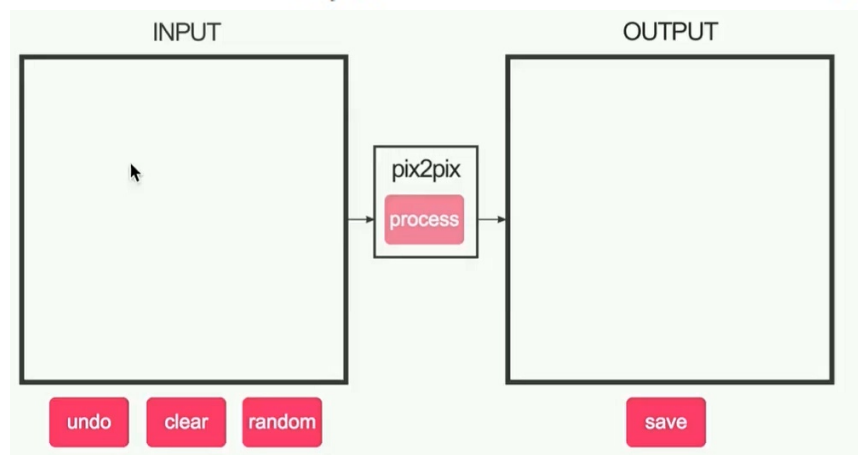 INPUT
OUTPUT
pix2pix
process
undo
clear
random
save